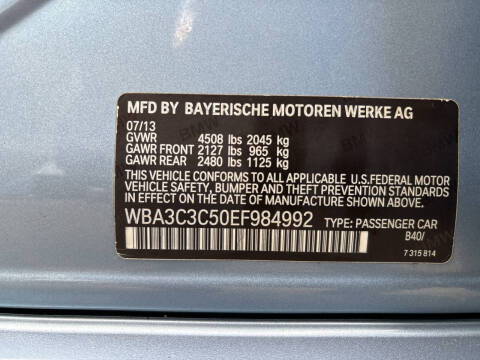 MFD BY BAYERISCHE MOTOREN WERKE AG
07/13
GVWR 4508 lbs 2045 kg
GAWR FRONT 2127 lbs 965 kg
GAWR REAR 2480 lbs 1125 kg
THIS VEHICLE CONFORMS TO ALL APPLICABLE U.S.FEDERAL MOTOR
VEHICLE SAFETY, BUMPER AND THEFT PREVENTION STANDARDS
IN EFFECT ON THE DATE OF MANUFACTURE SHOWN ABOVE.
WBA3C3C50EF984992 TYPE: PASSENGER CAR
B40/
7 315 814